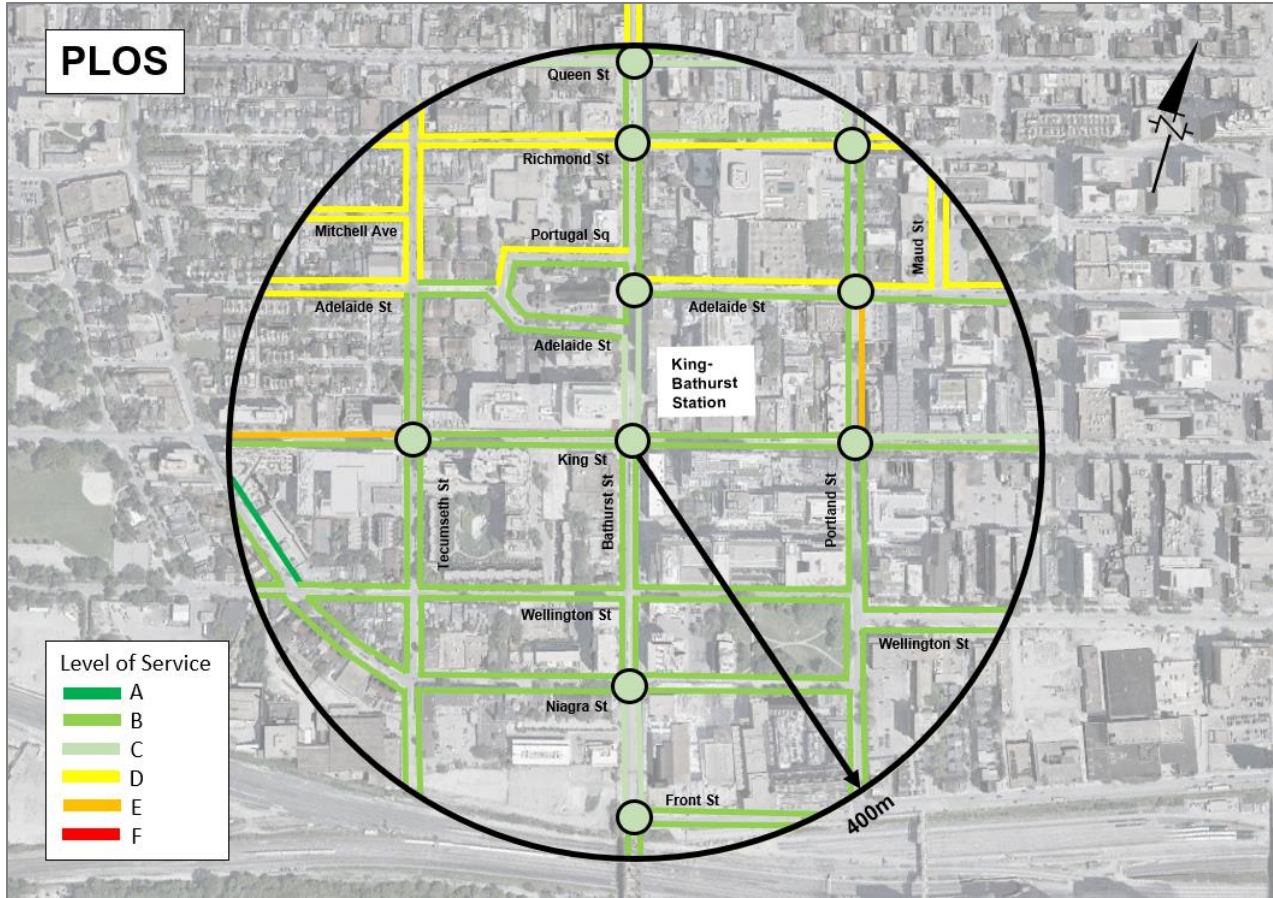 PLOS
Queen St
Richmond St
Mitchell Ave
Portugal Sq
Maud St
N
Adelaide St
Adelaide St
Adelaide St
King-
Bathurst
Station
King St
Tecumseth St
Bathurst St
Portland St
Wellington St
Wellington St
Niagra St
Front St
400m
Level of Service
A
B
C
D
E
F